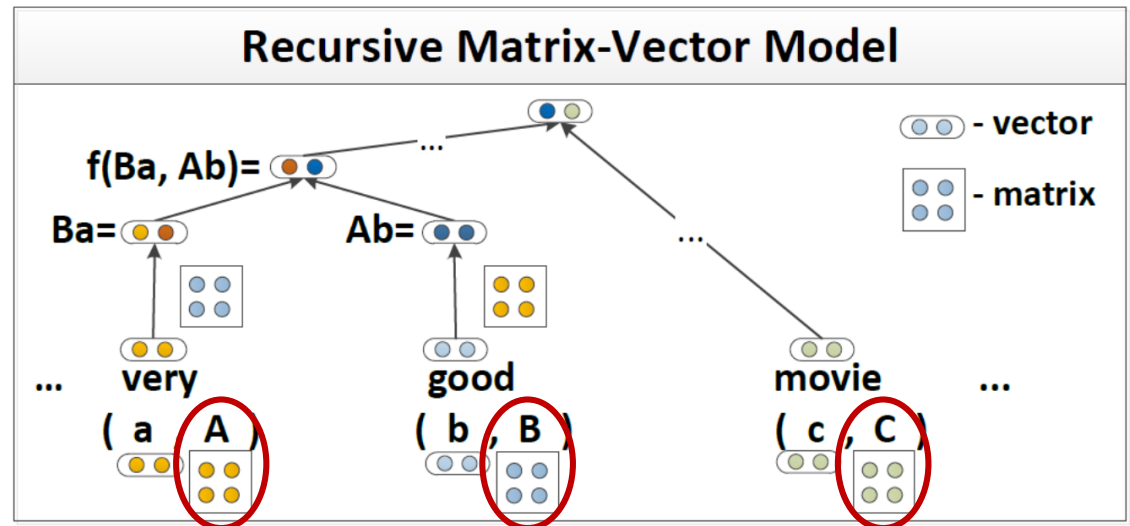 Recursive Matrix-Vector Model
...
- vector
f(Ba, Ab)=
- matrix
Ba=
Ab=
...
... very good movie ...
( a , A ) ( b , B ) ( c , C )